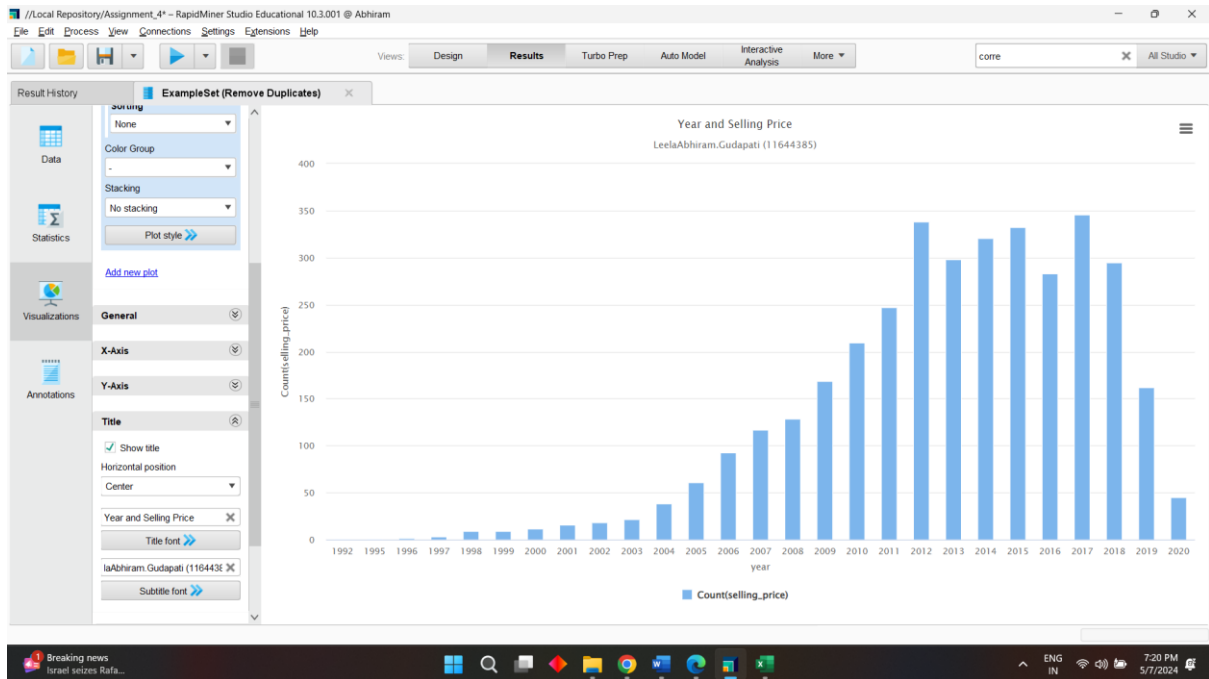 //Local Repository/Assignment_4* – RapidMiner Studio Educational 10.3.001 @ Abhiram
File Edit Process View Connections Settings Extensions Help
Views: Design Results Turbo Prep Auto Model Interactive Analysis More
corre
All Studio
Result History
ExampleSet (Remove Duplicates)
Data
Statistics
Visualizations
Annotations
Sorting
None
Color Group
-
Stacking
No stacking
Plot style
Add new plot
General
X-Axis
Y-Axis
Title
Show title
Horizontal position
Center
Year and Selling Price
Title font
laAbhiram.Gudapati (116443
Subtitle font
Year and Selling Price
LeelaAbhiram.Gudapati (11644385)
Count(selling_price)
400
350
300
250
200
150
100
50
0
1992 1995 1996 1997 1998 1999 2000 2001 2002 2003 2004 2005 2006 2007 2008 2009 2010 2011 2012 2013 2014 2015 2016 2017 2018 2019 2020
year
Count(selling_price)
1
Breaking news
Israel seizes Rafa...
ENG
IN
7:20 PM
5/7/2024